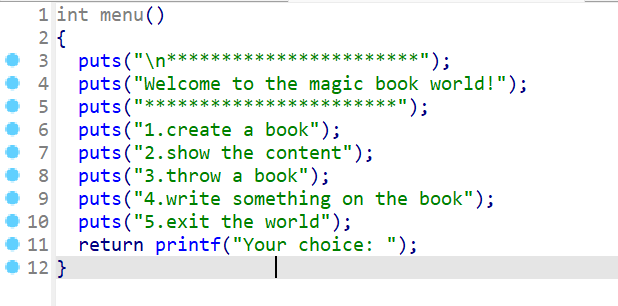 1 int menu()
2 {
3   puts("\n***********************");
4   puts("Welcome to the magic book world!");
5   puts("***********************");
6   puts("1.create a book");
7   puts("2.show the content");
8   puts("3.throw a book");
9   puts("4.write something on the book");
10   puts("5.exit the world");
11   return printf("Your choice: ");
12 }